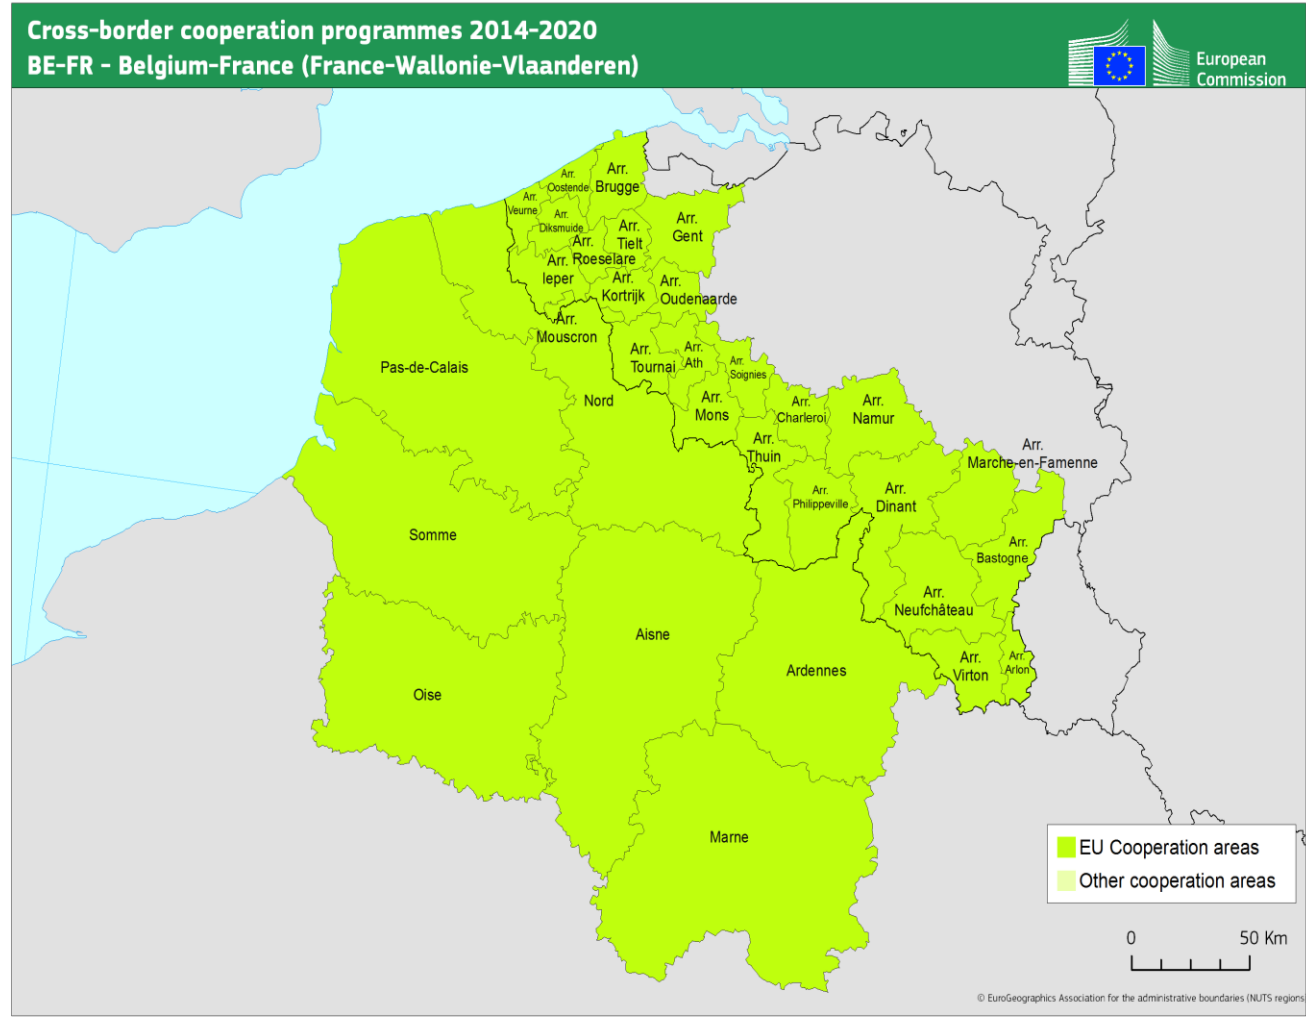 Cross-border cooperation programmes 2014-2020
BE-FR - Belgium-France (France-Wallonie-Vlaanderen)
European
Commission
Arr.
Oostende
Arr.
Brugge
Arr.
Veurne
Arr.
Diksmuide
Arr.
Tielt
Arr.
Gent
Arr.
Roeselare
Arr.
Ieper
Arr.
Kortrijk
Arr.
Oudenaarde
Arr.
Mouscron
Arr.
Tournai
Arr.
Ath
Arr.
Soignies
Pas-de-Calais
Nord
Arr.
Mons
Arr.
Charleroi
Arr.
Namur
Arr.
Thuin
Arr.
Marche-en-Famenne
Arr.
Philippeville
Arr.
Dinant
Somme
Arr.
Bastogne
Arr.
Neufchâteau
Aisne
Ardennes
Arr.
Virton
Arr.
Arlon
Oise
Marne
EU Cooperation areas
Other cooperation areas
0 50 Km
© EuroGeographics Association for the administrative boundaries (NUTS regions